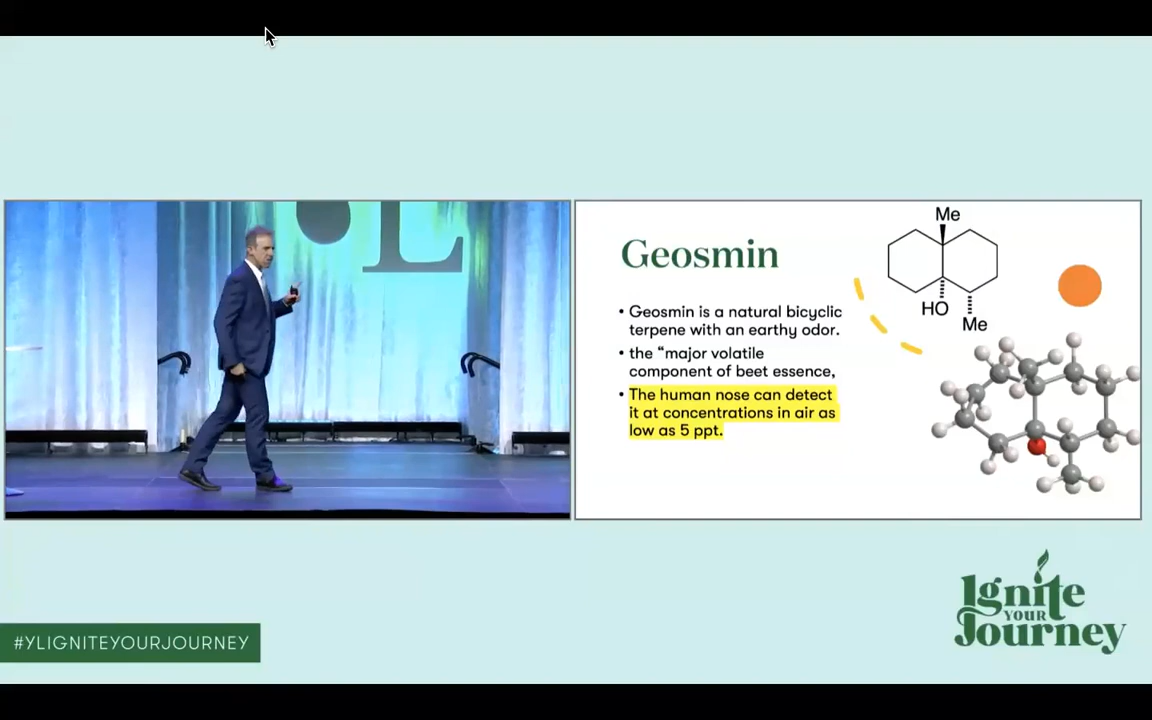 OL
Geosmin
• Geosmin is a natural bicyclic
terpene with an earthy odor.
• the “major volatile
component of beet essence,
• The human nose can detect
it at concentrations in air as
low as 5 ppt.
Me
HO
Me
#YLIGNITEYOURJOURNEY
Ignite
YOUR
Journey